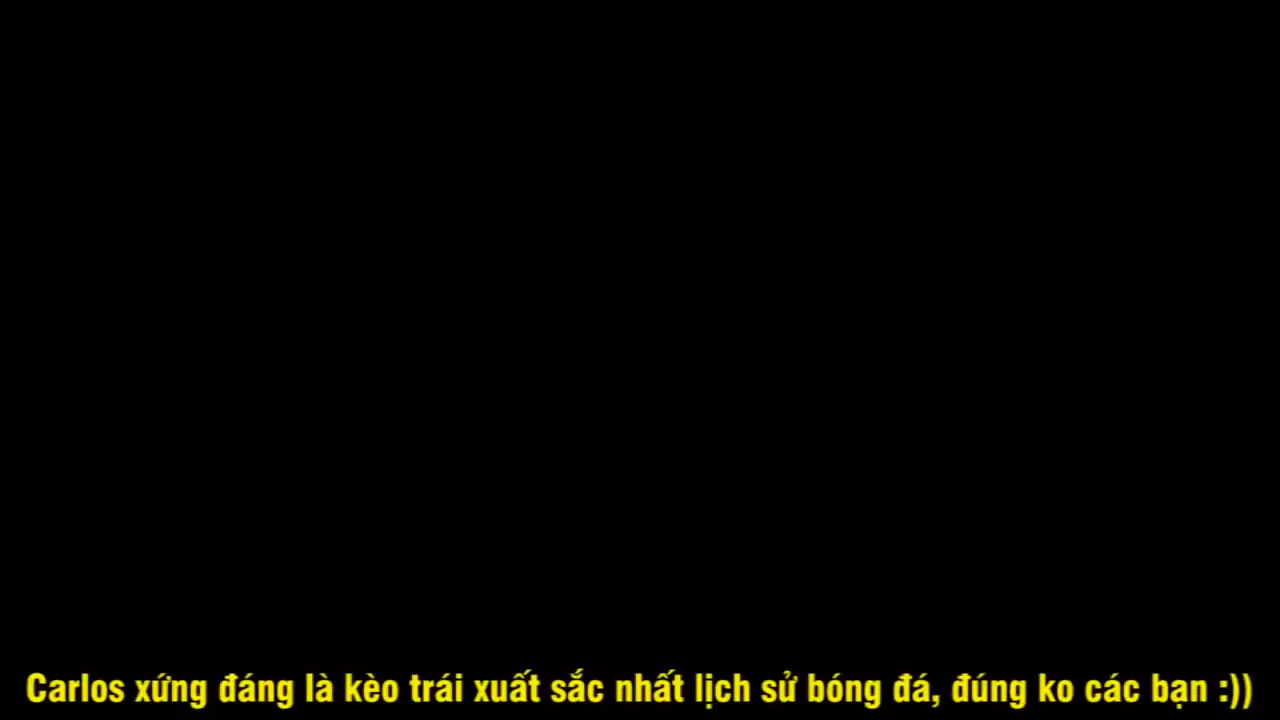 Carlos xứng đáng là kèo trái xuất sắc nhất lịch sử bóng đá, đúng ko các bạn :))